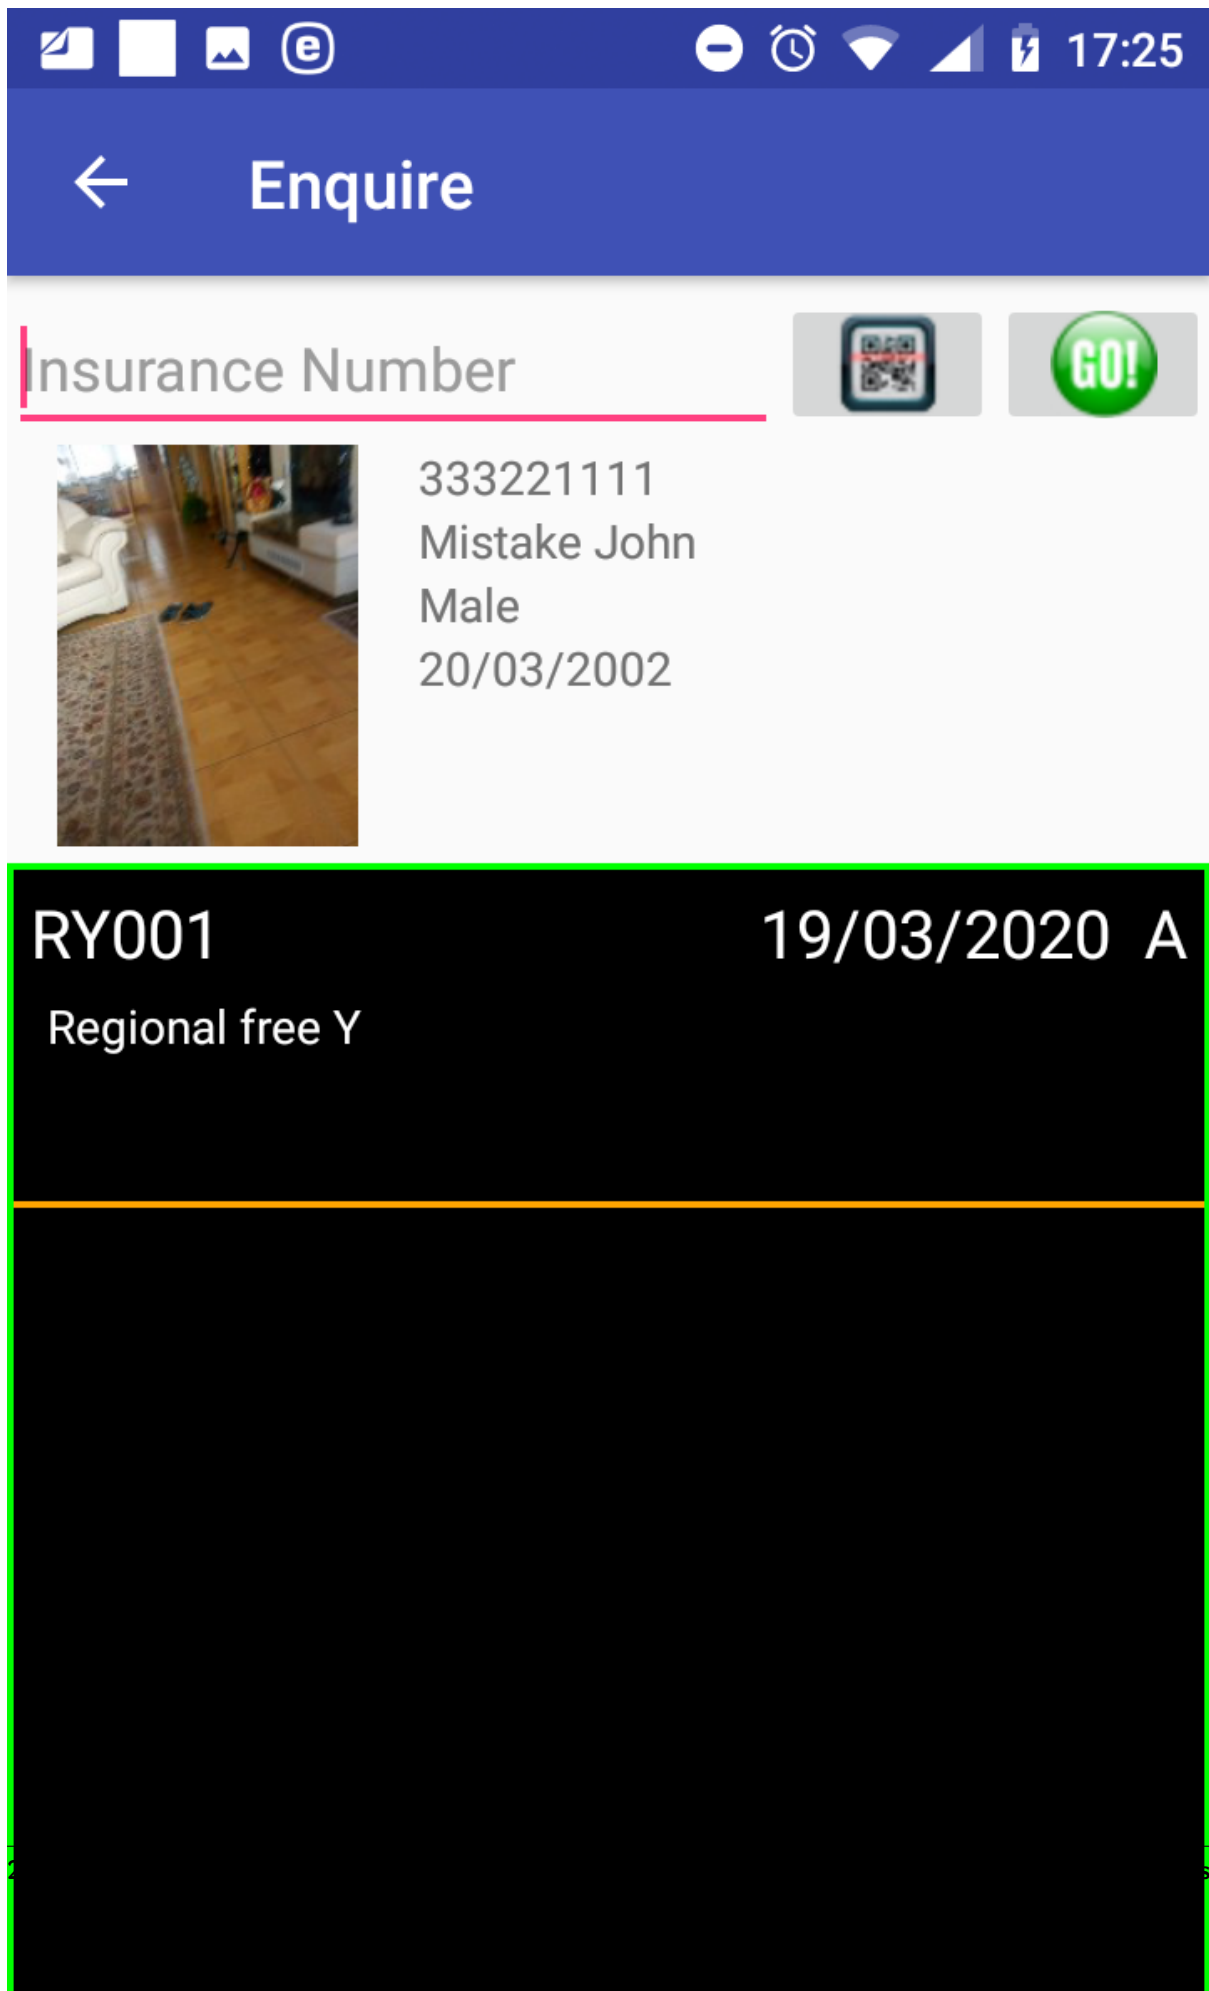 17:25
Enquire
Insurance Number
GO!
333221111
Mistake John
Male
20/03/2002
RY001 19/03/2020 A
Regional free Y